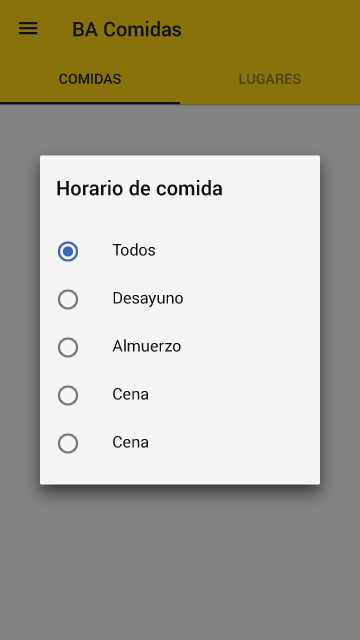 BA Comidas
COMIDAS
LUGARES
Horario de comida
Todos
Desayuno
Almuerzo
Cena
Cena